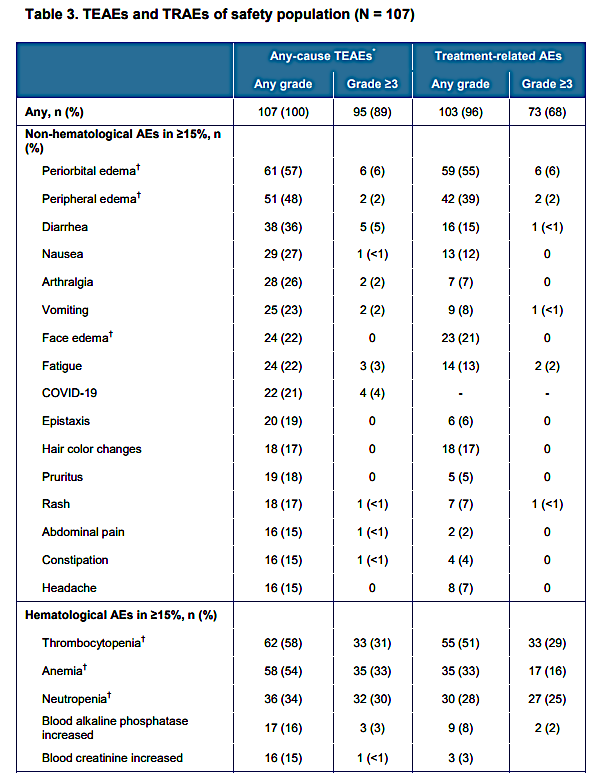 Table 3. TEAEs and TRAEs of safety population (N = 107)
Any-cause TEAEs* Treatment-related AEs
Any grade Grade ≥3 Any grade Grade ≥3
Any, n (%) 107 (100) 95 (89) 103 (96) 73 (68)
Non-hematological AEs in ≥15%, n
(%)
Periorbital edema† 61 (57) 6 (6) 59 (55) 6 (6)
Peripheral edema† 51 (48) 2 (2) 42 (39) 2 (2)
Diarrhea 38 (36) 5 (5) 16 (15) 1 (<1)
Nausea 29 (27) 1 (<1) 13 (12) 0
Arthralgia 28 (26) 2 (2) 7 (7) 0
Vomiting 25 (23) 2 (2) 9 (8) 1 (<1)
Face edema† 24 (22) 0 23 (21) 0
Fatigue 24 (22) 3 (3) 14 (13) 2 (2)
COVID-19 22 (21) 4 (4) - -
Epistaxis 20 (19) 0 6 (6) 0
Hair color changes 18 (17) 0 18 (17) 0
Pruritus 19 (18) 0 5 (5) 0
Rash 18 (17) 1 (<1) 7 (7) 1 (<1)
Abdominal pain 16 (15) 1 (<1) 2 (2) 0
Constipation 16 (15) 1 (<1) 4 (4) 0
Headache 16 (15) 0 8 (7) 0
Hematological AEs in ≥15%, n (%)
Thrombocytopenia† 62 (58) 33 (31) 55 (51) 33 (29)
Anemia† 58 (54) 35 (33) 35 (33) 17 (16)
Neutropenia† 36 (34) 32 (30) 30 (28) 27 (25)
Blood alkaline phosphatase
increased 17 (16) 3 (3) 9 (8) 2 (2)
Blood creatinine increased 16 (15) 1 (<1) 3 (3)